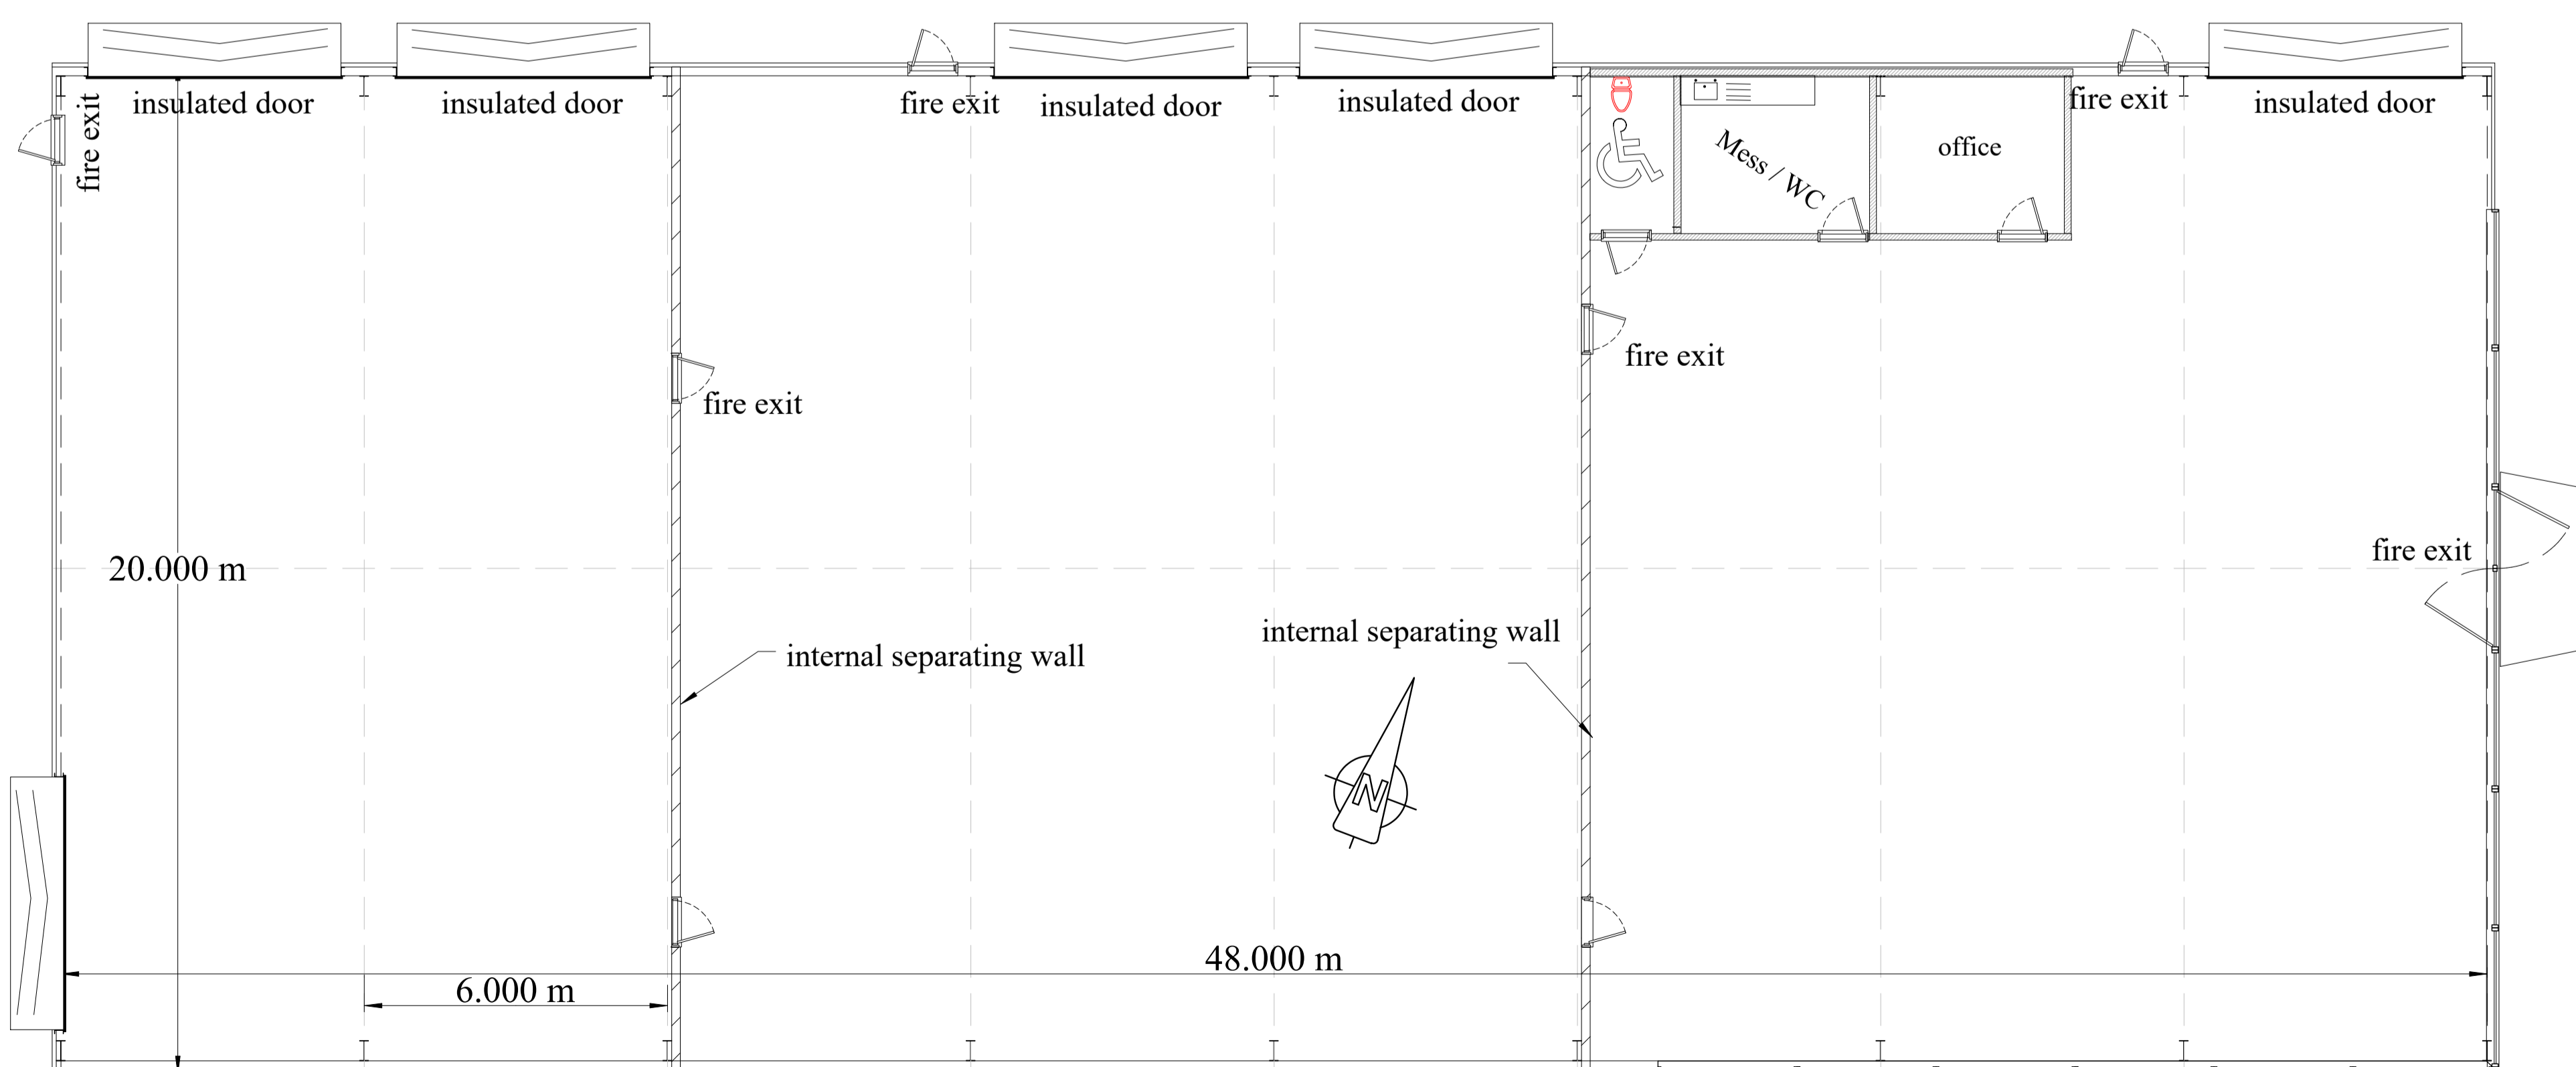 insulated door
insulated door
fire exit
insulated door
insulated door
fire exit
insulated door
fire exit
Mess / WC
office
fire exit
fire exit
fire exit
20.000 m
internal separating wall
internal separating wall
N
48.000 m
6.000 m